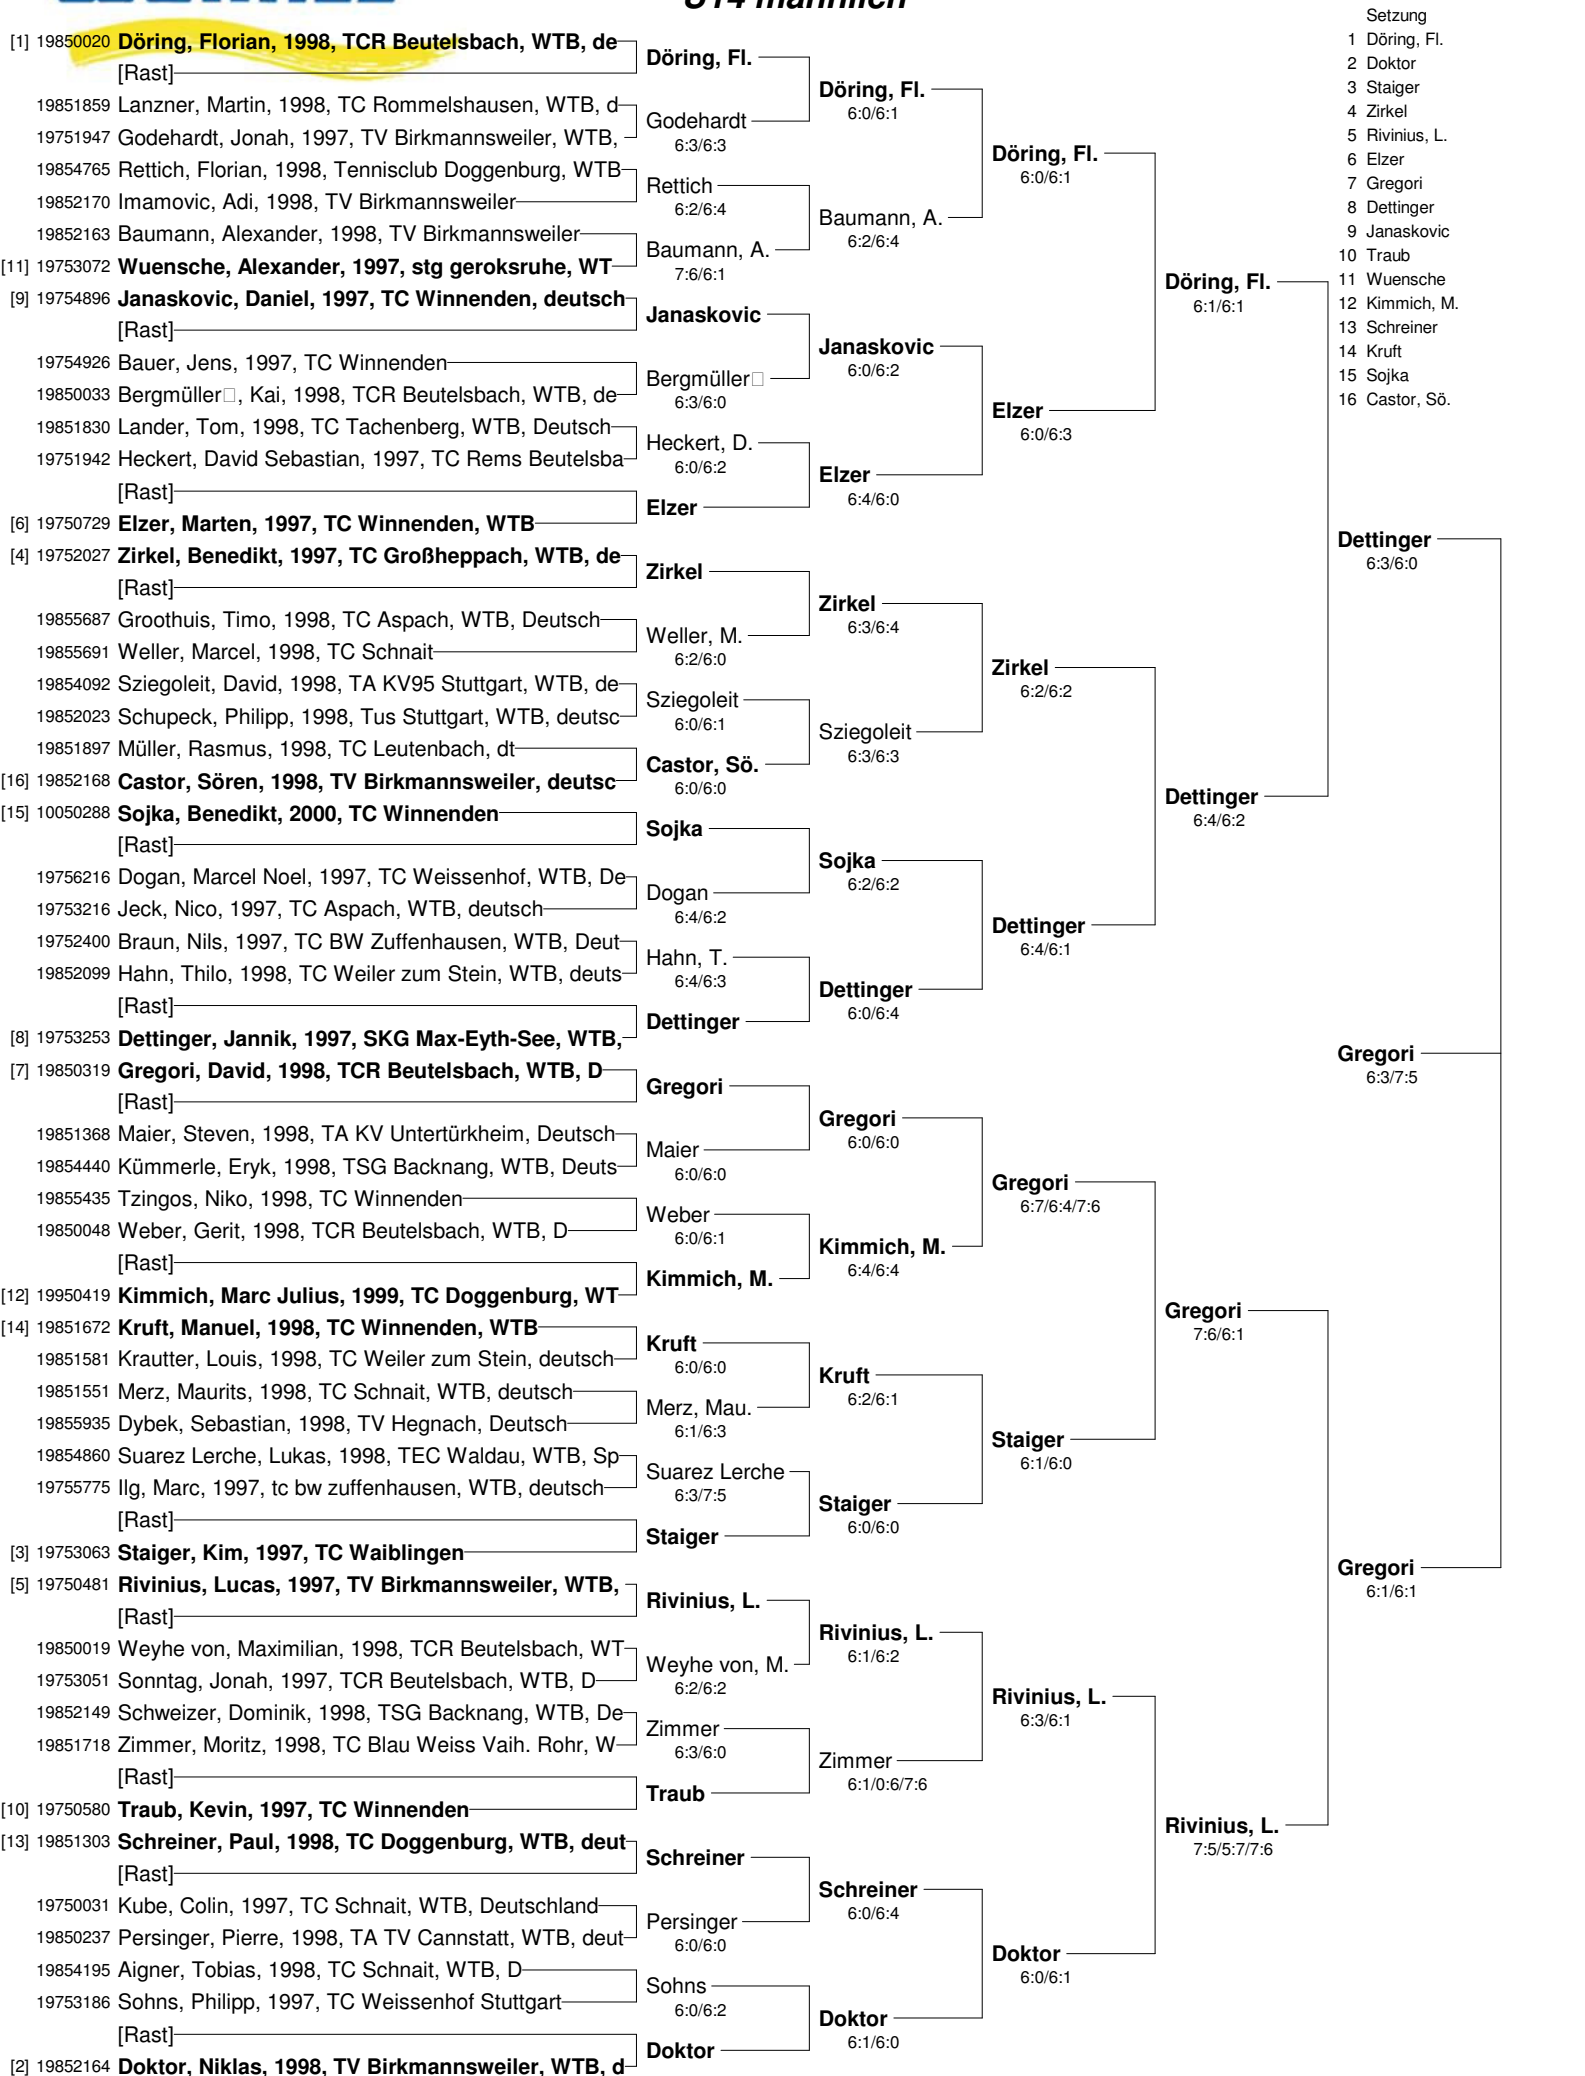 U14 männlich
Setzung
1 Döring, Fl.
2 Doktor
3 Staiger
4 Zirkel
5 Rivinius, L.
6 Elzer
7 Gregori
8 Dettinger
9 Janaskovic
10 Traub
11 Wuensche
12 Kimmich, M.
13 Schreiner
14 Kruft
15 Sojka
16 Castor, Sö.
[1] 19850020 Döring, Florian, 1998, TCR Beutelsbach, WTB, de
[Rast]
19851859 Lanzner, Martin, 1998, TC Rommelshausen, WTB, d
19751947 Godehardt, Jonah, 1997, TV Birkmannsweiler, WTB,
19854765 Rettich, Florian, 1998, Tennisclub Doggenburg, WTB
19852170 Imamovic, Adi, 1998, TV Birkmannsweiler
19852163 Baumann, Alexander, 1998, TV Birkmannsweiler
[11] 19753072 Wuensche, Alexander, 1997, stg geroksruhe, WT
[9] 19754896 Janaskovic, Daniel, 1997, TC Winnenden, deutsch
[Rast]
19754926 Bauer, Jens, 1997, TC Winnenden
19850033 Bergmüller□, Kai, 1998, TCR Beutelsbach, WTB, de
19851830 Lander, Tom, 1998, TC Tachenberg, WTB, Deutsch
19751942 Heckert, David Sebastian, 1997, TC Rems Beutelsba
[Rast]
[6] 19750729 Elzer, Marten, 1997, TC Winnenden, WTB
[4] 19752027 Zirkel, Benedikt, 1997, TC Großheppach, WTB, de
[Rast]
19855687 Groothuis, Timo, 1998, TC Aspach, WTB, Deutsch
19855691 Weller, Marcel, 1998, TC Schnait
19854092 Sziegoleit, David, 1998, TA KV95 Stuttgart, WTB, de
19852023 Schupeck, Philipp, 1998, Tus Stuttgart, WTB, deutsc
19851897 Müller, Rasmus, 1998, TC Leutenbach, dt
[16] 19852168 Castor, Sören, 1998, TV Birkmannsweiler, deutsc
[15] 10050288 Sojka, Benedikt, 2000, TC Winnenden
[Rast]
19756216 Dogan, Marcel Noel, 1997, TC Weissenhof, WTB, De
19753216 Jeck, Nico, 1997, TC Aspach, WTB, deutsch
19752400 Braun, Nils, 1997, TC BW Zuffenhausen, WTB, Deut
19852099 Hahn, Thilo, 1998, TC Weiler zum Stein, WTB, deuts
[Rast]
[8] 19753253 Dettinger, Jannik, 1997, SKG Max-Eyth-See, WTB,
[7] 19850319 Gregori, David, 1998, TCR Beutelsbach, WTB, D
[Rast]
19851368 Maier, Steven, 1998, TA KV Untertürkheim, Deutsch
19854440 Kümmerle, Eryk, 1998, TSG Backnang, WTB, Deuts
19855435 Tzingos, Niko, 1998, TC Winnenden
19850048 Weber, Gerit, 1998, TCR Beutelsbach, WTB, D
[Rast]
[12] 19950419 Kimmich, Marc Julius, 1999, TC Doggenburg, WT
[14] 19851672 Kruft, Manuel, 1998, TC Winnenden, WTB
19851581 Krautter, Louis, 1998, TC Weiler zum Stein, deutsch
19851551 Merz, Maurits, 1998, TC Schnait, WTB, deutsch
19855935 Dybek, Sebastian, 1998, TV Hegnach, Deutsch
19854860 Suarez Lerche, Lukas, 1998, TEC Waldau, WTB, Sp
19755775 Ilg, Marc, 1997, tc bw zuffenhausen, WTB, deutsch
[Rast]
[3] 19753063 Staiger, Kim, 1997, TC Waiblingen
[5] 19750481 Rivinius, Lucas, 1997, TV Birkmannsweiler, WTB,
[Rast]
19850019 Weyhe von, Maximilian, 1998, TCR Beutelsbach, WT
19753051 Sonntag, Jonah, 1997, TCR Beutelsbach, WTB, D
19852149 Schweizer, Dominik, 1998, TSG Backnang, WTB, De
19851718 Zimmer, Moritz, 1998, TC Blau Weiss Vaih. Rohr, W
[Rast]
[10] 19750580 Traub, Kevin, 1997, TC Winnenden
[13] 19851303 Schreiner, Paul, 1998, TC Doggenburg, WTB, deut
[Rast]
19750031 Kube, Colin, 1997, TC Schnait, WTB, Deutschland
19850237 Persinger, Pierre, 1998, TA TV Cannstatt, WTB, deut
19854195 Aigner, Tobias, 1998, TC Schnait, WTB, D
19753186 Sohns, Philipp, 1997, TC Weissenhof Stuttgart
[Rast]
[2] 19852164 Doktor, Niklas, 1998, TV Birkmannsweiler, WTB, d
Döring, Fl.
Godehardt
6:3/6:3
Rettich
6:2/6:4
Baumann, A.
7:6/6:1
Janaskovic
Bergmüller□
6:3/6:0
Heckert, D.
6:0/6:2
Elzer
Zirkel
Weller, M.
6:2/6:0
Sziegoleit
6:0/6:1
Castor, Sö.
6:0/6:0
Sojka
Dogan
6:4/6:2
Hahn, T.
6:4/6:3
Dettinger
Gregori
Maier
6:0/6:0
Weber
6:0/6:1
Kimmich, M.
Kruft
6:0/6:0
Merz, Mau.
6:1/6:3
Suarez Lerche
6:3/7:5
Staiger
Rivinius, L.
Weyhe von, M.
6:2/6:2
Zimmer
6:3/6:0
Traub
Schreiner
Persinger
6:0/6:0
Sohns
6:0/6:2
Doktor
Döring, Fl.
6:0/6:1
Baumann, A.
6:2/6:4
Janaskovic
6:0/6:2
Elzer
6:4/6:0
Zirkel
6:3/6:4
Sziegoleit
6:3/6:3
Sojka
6:2/6:2
Dettinger
6:0/6:4
Gregori
6:0/6:0
Kimmich, M.
6:4/6:4
Kruft
6:2/6:1
Staiger
6:0/6:0
Rivinius, L.
6:1/6:2
Zimmer
6:1/0:6/7:6
Schreiner
6:0/6:4
Doktor
6:1/6:0
Döring, Fl.
6:0/6:1
Elzer
6:0/6:3
Zirkel
6:2/6:2
Dettinger
6:4/6:1
Gregori
6:7/6:4/7:6
Staiger
6:1/6:0
Rivinius, L.
6:3/6:1
Doktor
6:0/6:1
Döring, Fl.
6:1/6:1
Dettinger
6:4/6:2
Gregori
7:6/6:1
Rivinius, L.
7:5/5:7/7:6
Dettinger
6:3/6:0
Gregori
6:1/6:1
Gregori
6:3/7:5